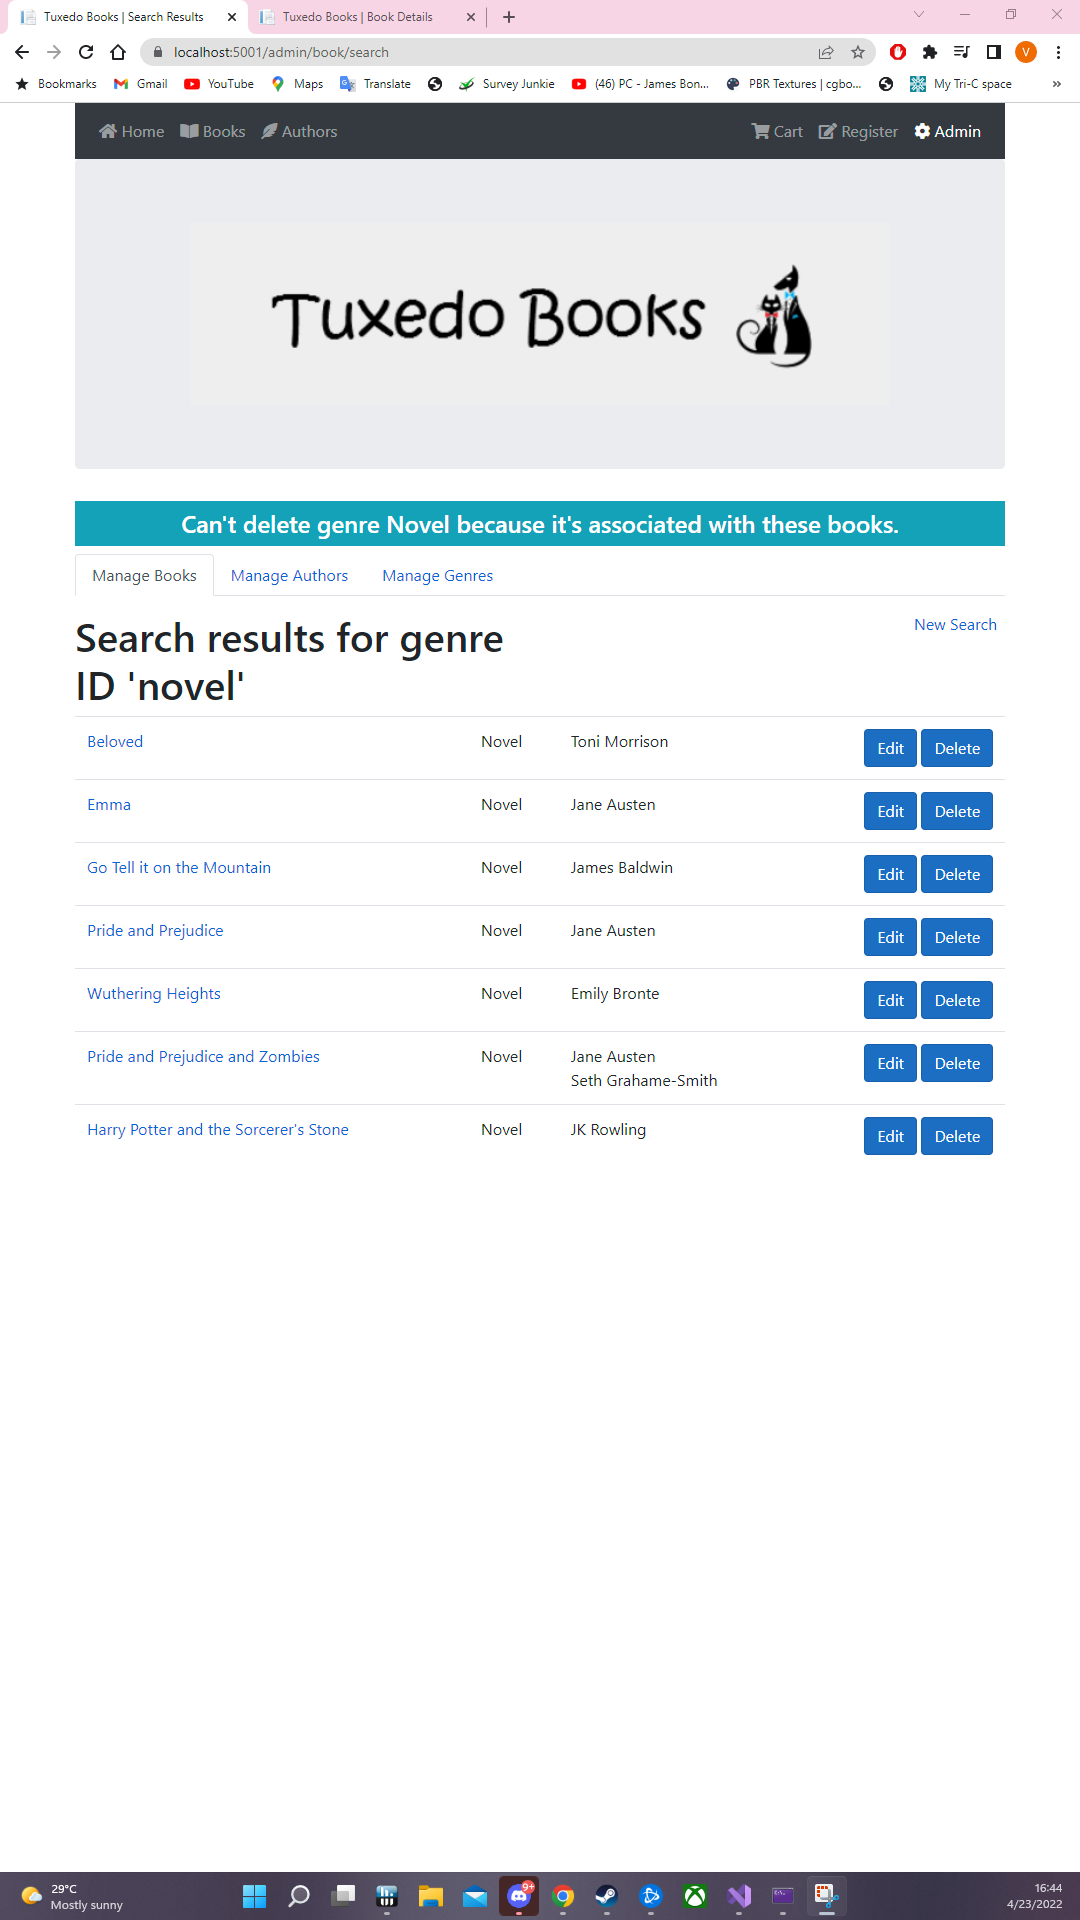 Tuxedo Books | Search Results
Tuxedo Books | Book Details
localhost:5001/admin/book/search
V
Bookmarks
Gmail
YouTube
Maps
Translate
Survey Junkie
(46) PC - James Bon...
PBR Textures | cgbo...
My Tri-C space
Home Books Authors
Cart Register Admin
Tuxedo Books
Can't delete genre Novel because it's associated with these books.
Manage Books Manage Authors Manage Genres
Search results for genre
ID 'novel'
New Search
Beloved Novel Toni Morrison Edit Delete
Emma Novel Jane Austen Edit Delete
Go Tell it on the Mountain Novel James Baldwin Edit Delete
Pride and Prejudice Novel Jane Austen Edit Delete
Wuthering Heights Novel Emily Bronte Edit Delete
Pride and Prejudice and Zombies Novel Jane Austen Edit Delete
Seth Grahame-Smith
Harry Potter and the Sorcerer's Stone Novel JK Rowling Edit Delete
29°C
Mostly sunny
9+
16:44
4/23/2022